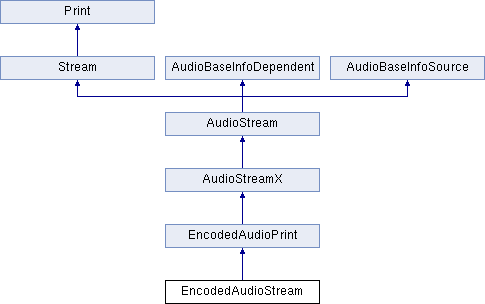 Print
Stream
AudioBaseInfoDependent
AudioBaseInfoSource
AudioStream
AudioStreamX
EncodedAudioPrint
EncodedAudioStream